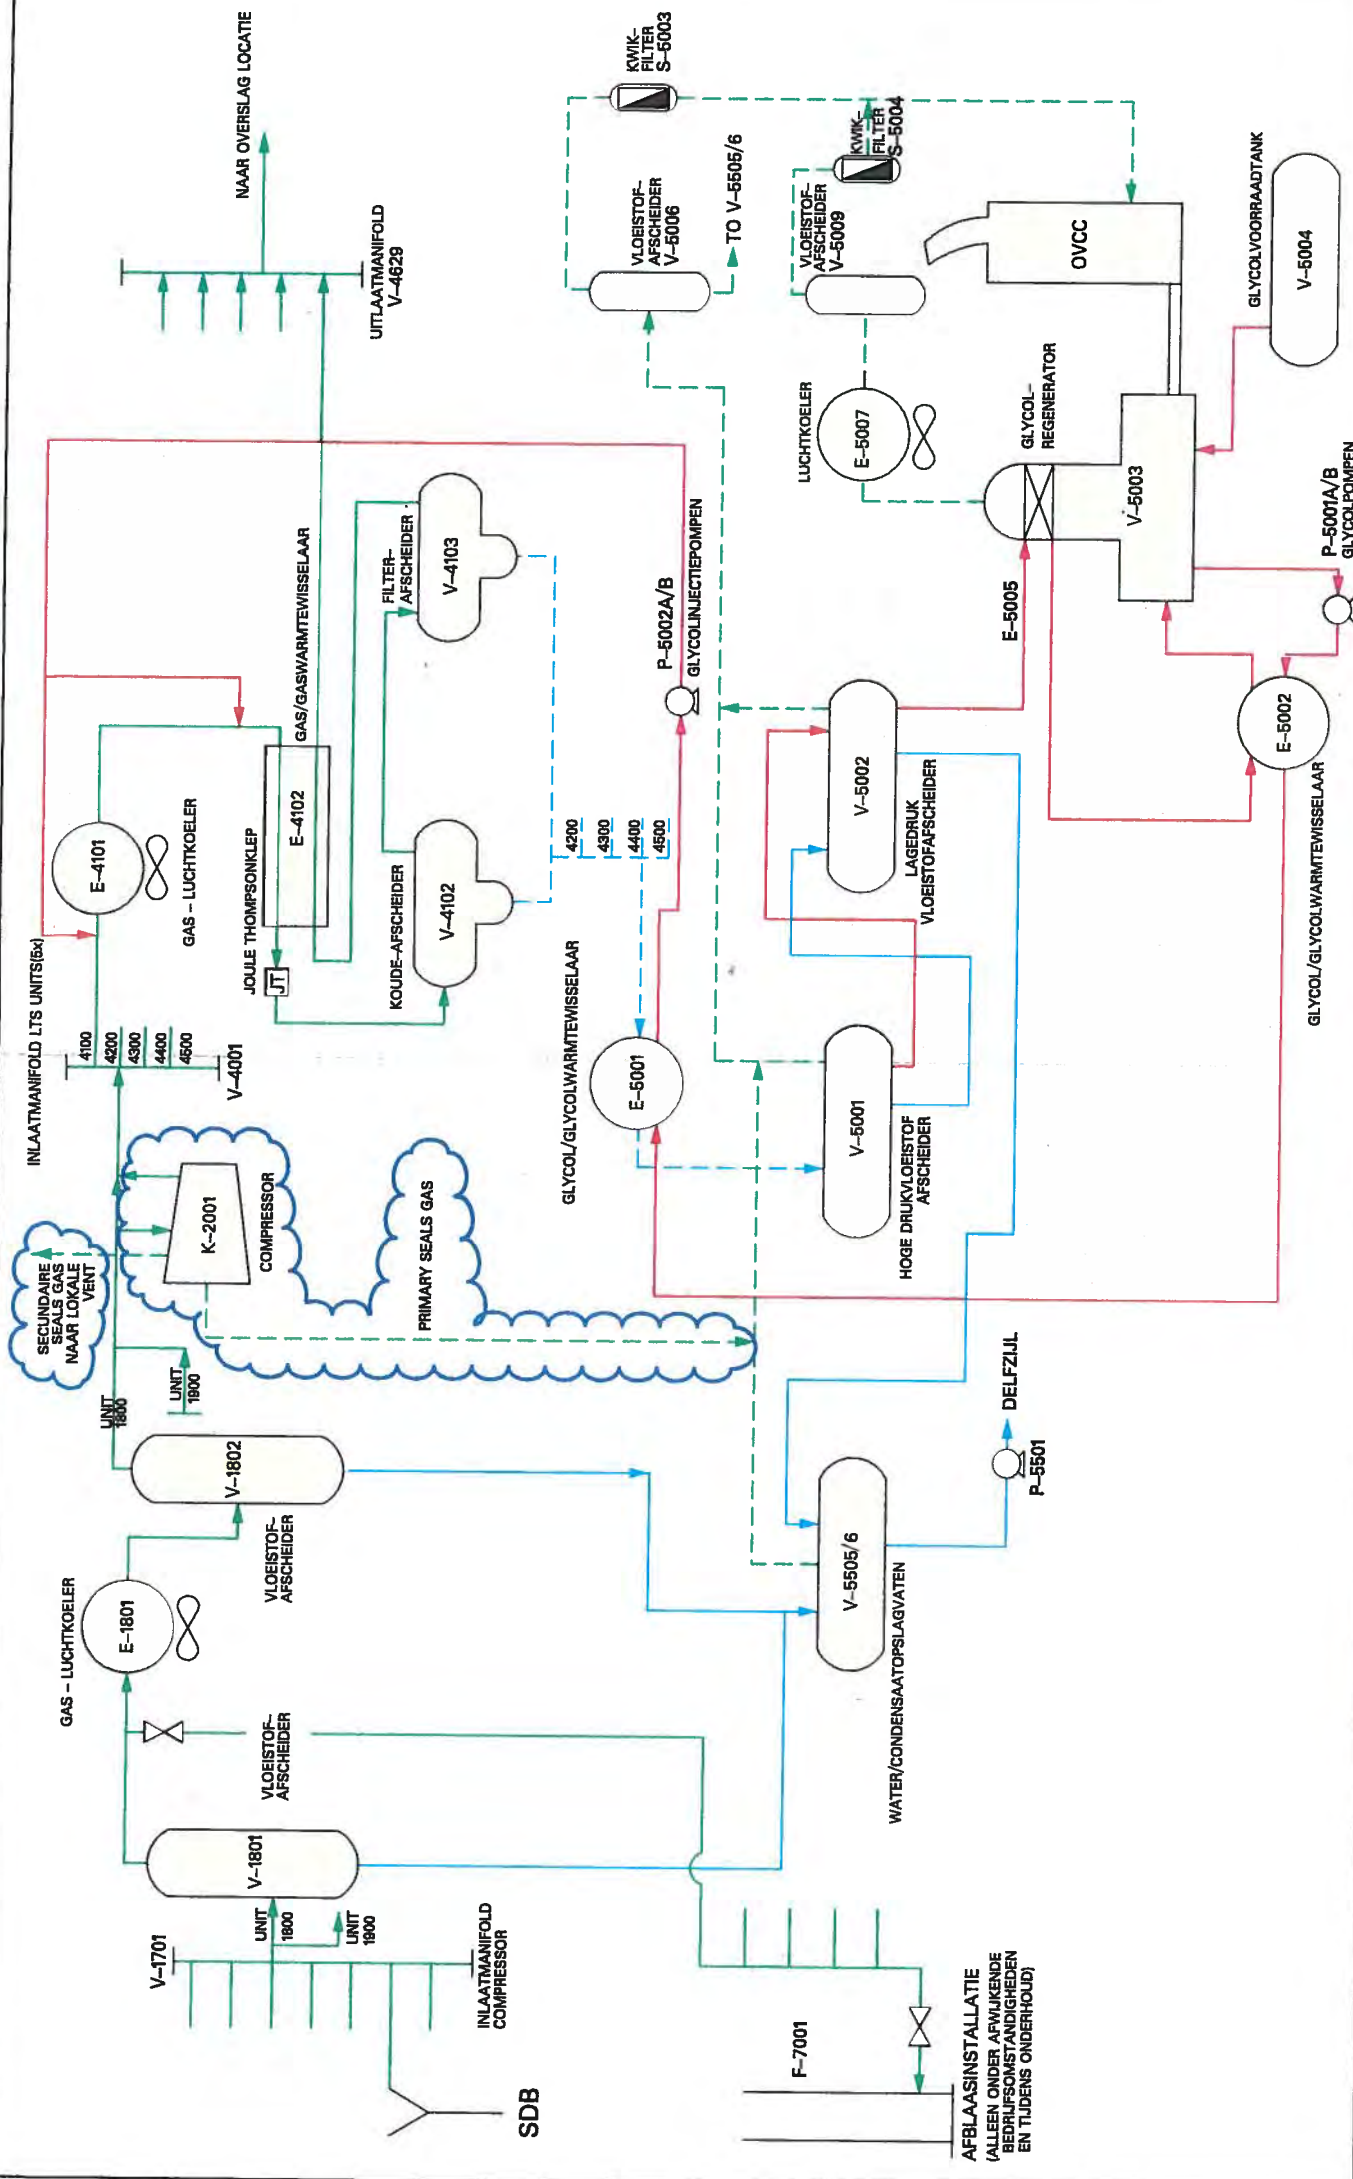 SDB
V-1701
INLAATMANIFOLD
COMPRESSOR
UNIT
1800
UNIT
1900
V-1801
VLOEISTOF-
AFSCHEIDER
GAS - LUCHTKOELER
E-1801
V-1802
VLOEISTOF-
AFSCHEIDER
UNIT
1800
UNIT
1900
SECUNDAIRE
SEALS GAS
NAAR LOKALE
VENT
K-2001
COMPRESSOR
PRIMARY SEALS GAS
INLAATMANIFOLD LTS UNITS(5x)
4100
4200
4300
4400
4500
V-4001
E-4101
GAS - LUCHTKOELER
JOULE THOMPSONKLEP
JT
E-4102
GAS/GASWARMTEWISSELAAR
KOUDE-AFSCHEIDER
V-4102
FILTER-
AFSCHEIDER
V-4103
UITLAATMANIFOLD
V-4629
NAAR OVERSLAG LOCATIE
4200
4300
4400
4500
GLYCOL/GLYCOLWARMTEWISSELAAR
E-5001
P-5002A/B
GLYCOLINJECTIEPOMPEN
V-5001
HOGE DRUKVLOEISTOF
AFSCHEIDER
V-5002
LAGEDRUK
VLOEISTOFAFSCHEIDER
VLOEISTOF-
AFSCHEIDER
V-5006
TO V-5505/6
KWIK-
FILTER
S-5003
VLOEISTOF-
AFSCHEIDER
V-5009
KWIK-
FILTER
S-5004
LUCHTKOELER
E-5007
E-5005
GLYCOL-
REGENERATOR
V-5003
OVCC
GLYCOLVOORRAADTANK
V-5004
P-5001A/B
GLYCOLPOMPEN
E-5002
GLYCOL/GLYCOLWARMTEWISSELAAR
V-5505/6
WATER/CONDENSAATOPSLAGVATEN
P-5501
DELFZIJL
F-7001
AFBLAASINSTALLATIE
(ALLEEN ONDER AFWIJKENDE
BEDRIJFSOMSTANDIGHEDEN
EN TIJDENS ONDERHOUD)